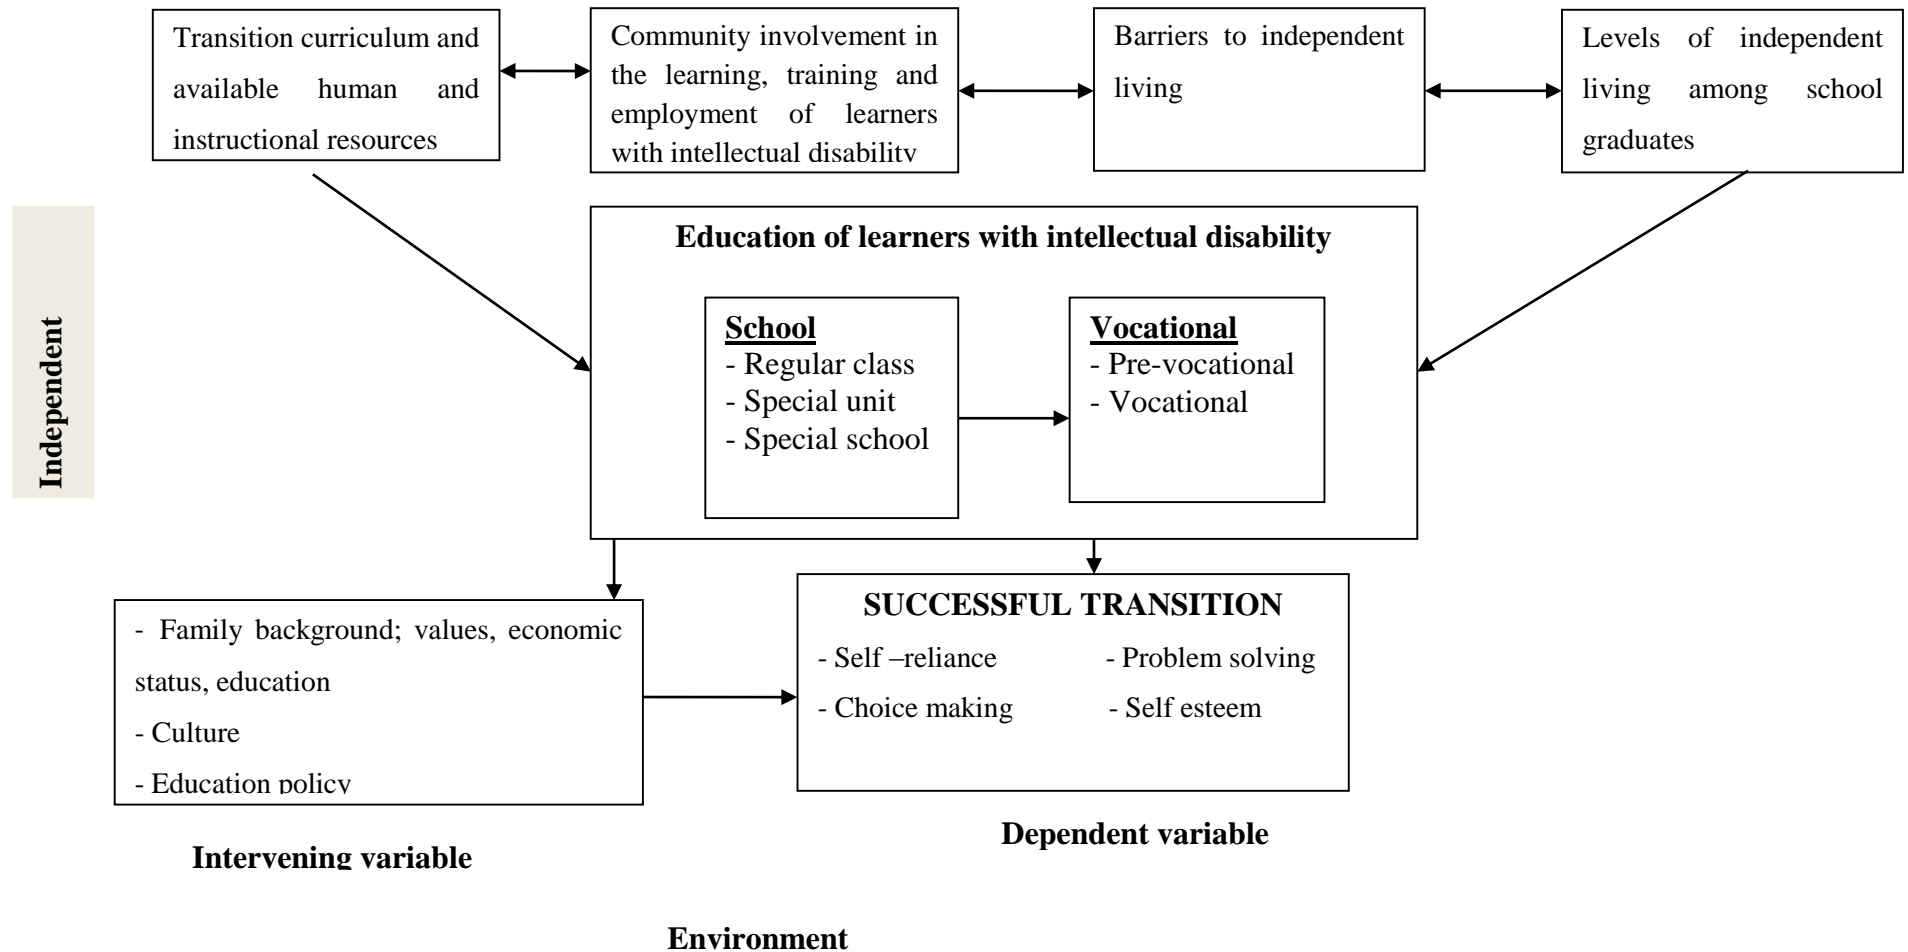 Transition curriculum and
available human and
instructional resources
Community involvement in
the learning, training and
employment of learners
with intellectual disability
Barriers to independent
living
Levels of independent
living among school
graduates
Independent
Education of learners with intellectual disability
School
- Regular class
- Special unit
- Special school
Vocational
- Pre-vocational
- Vocational
- Family background; values, economic
status, education
- Culture
- Education policy
SUCCESSFUL TRANSITION
- Self –reliance - Problem solving
- Choice making - Self esteem
Intervening variable
Dependent variable
Environment